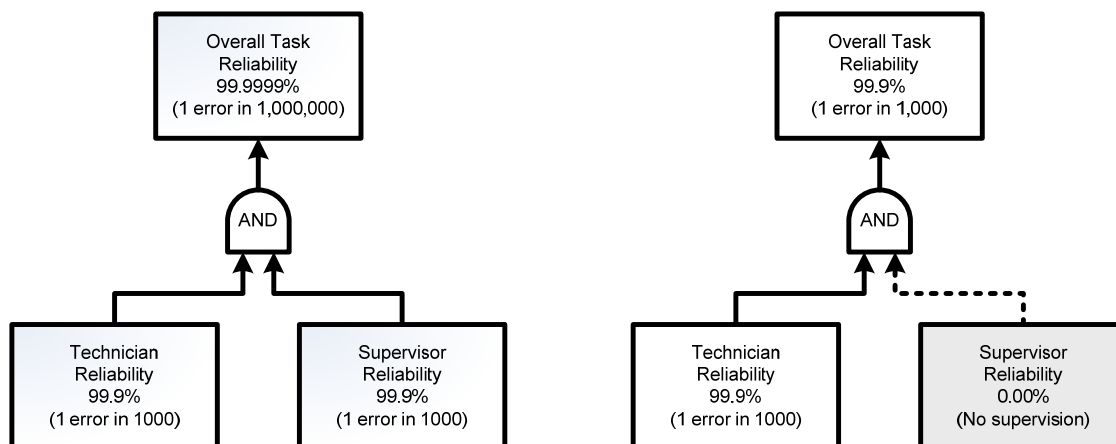 Overall Task
Reliability
99.9999%
(1 error in 1,000,000)
AND
Technician
Reliability
99.9%
(1 error in 1000)
Supervisor
Reliability
99.9%
(1 error in 1000)
Overall Task
Reliability
99.9%
(1 error in 1,000)
AND
Technician
Reliability
99.9%
(1 error in 1000)
Supervisor
Reliability
0.00%
(No supervision)